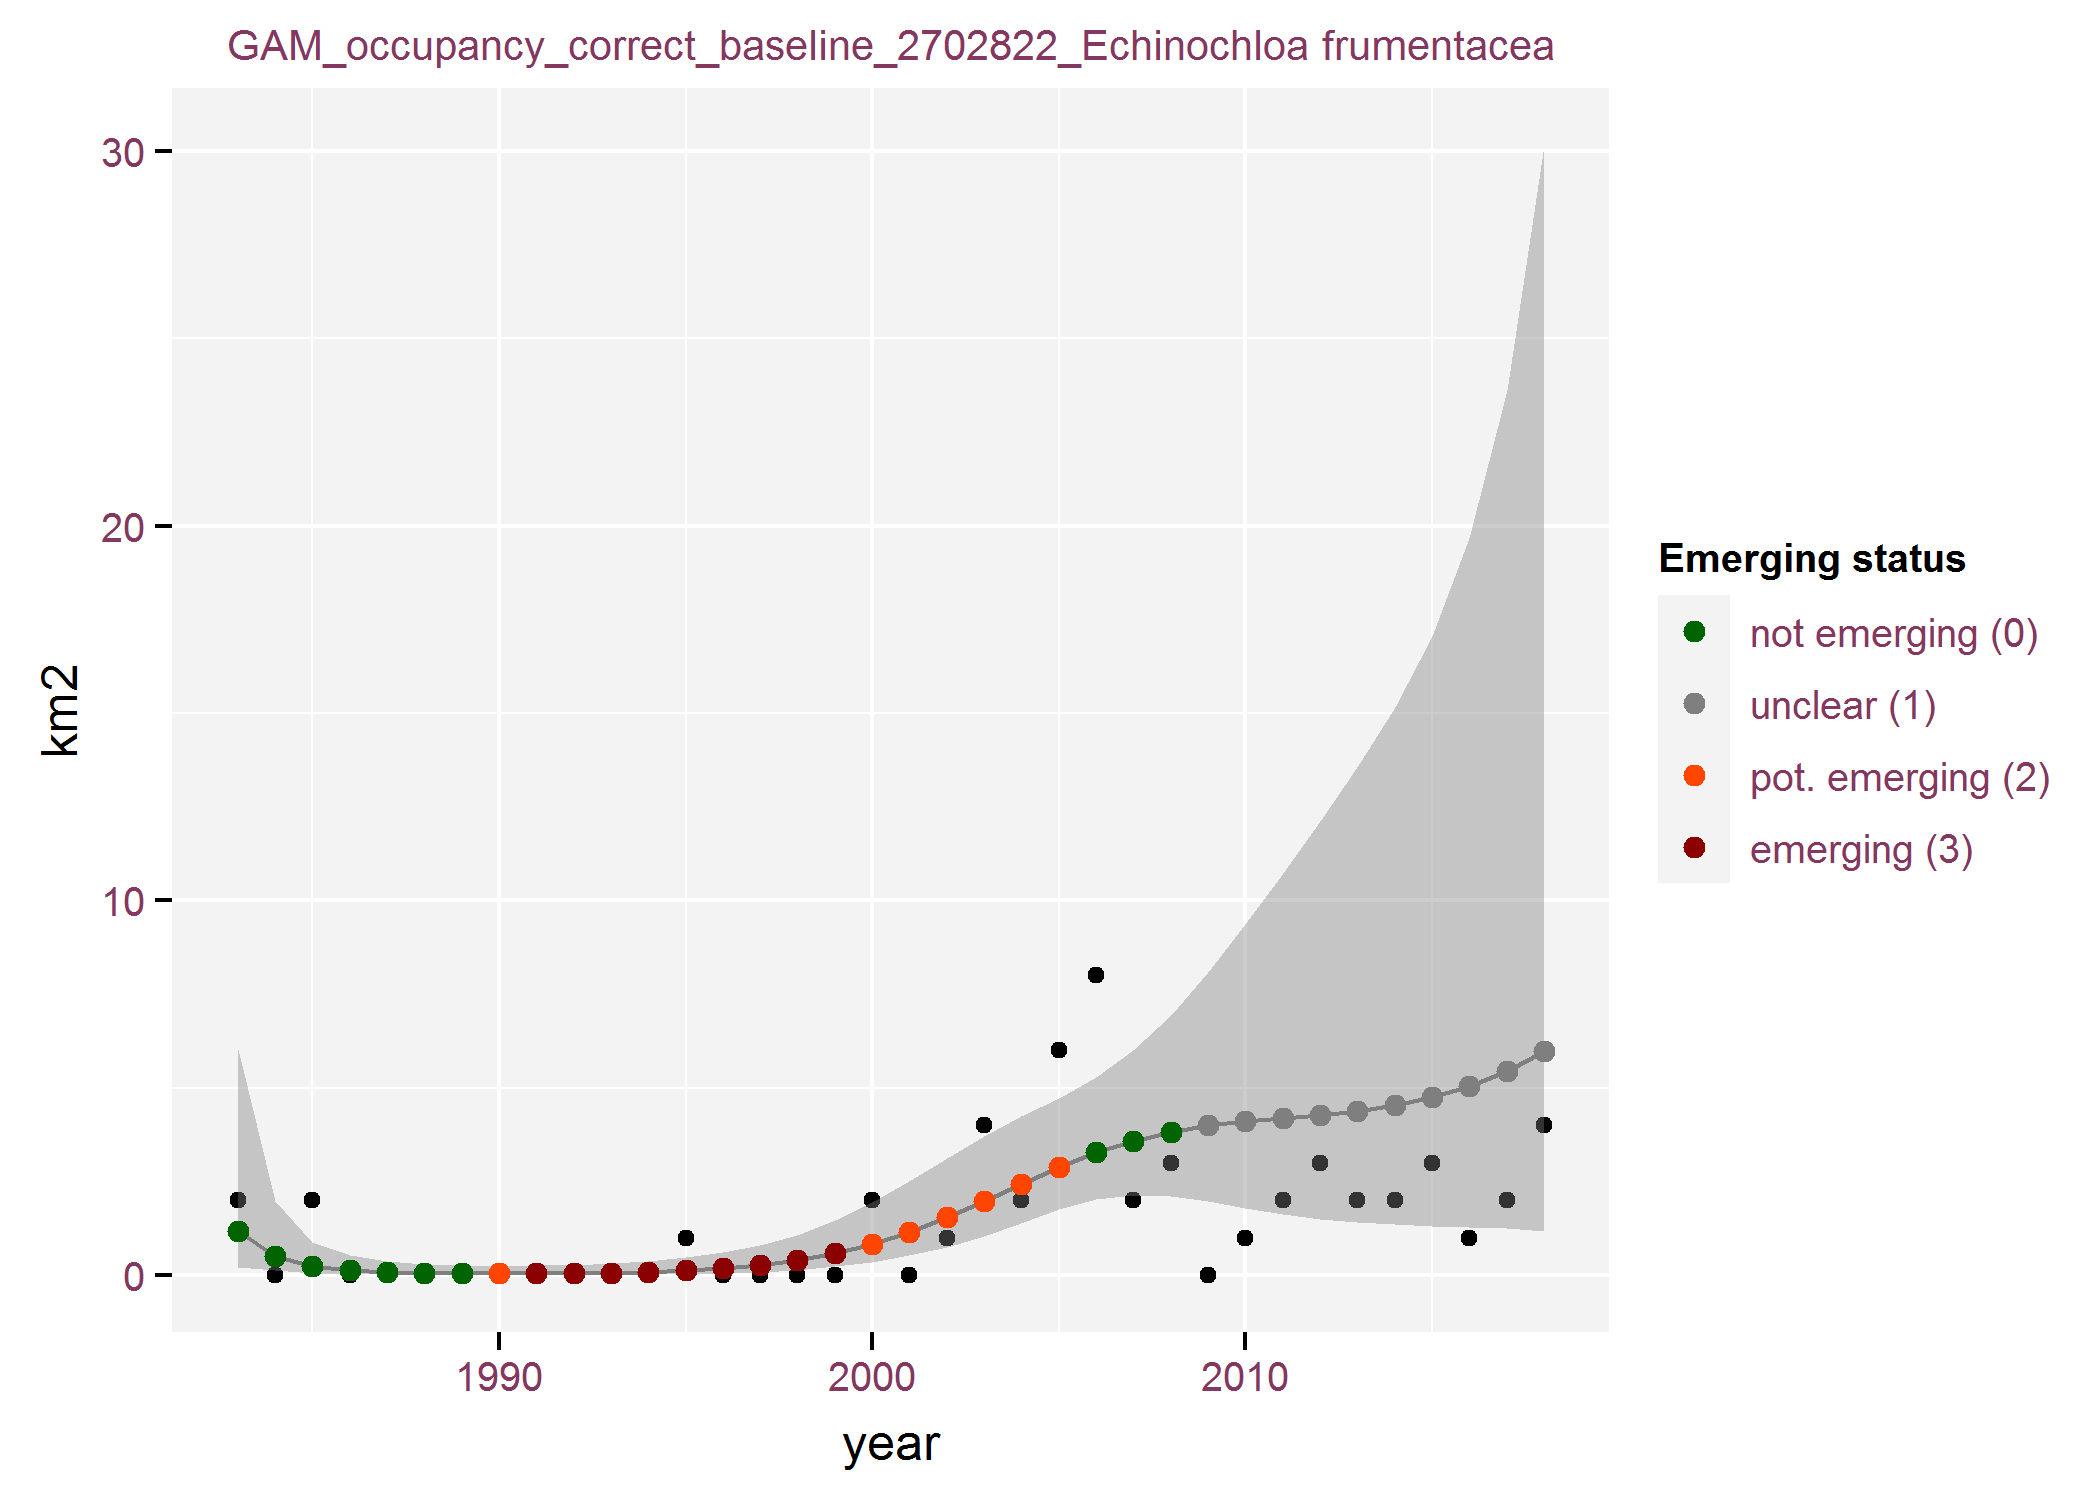 GAM_occupancy_correct_baseline_2702822_Echinochloa frumentacea
30
20
10
0
km2
1990
2000
2010
year
Emerging status
not emerging (0)
unclear (1)
pot. emerging (2)
emerging (3)